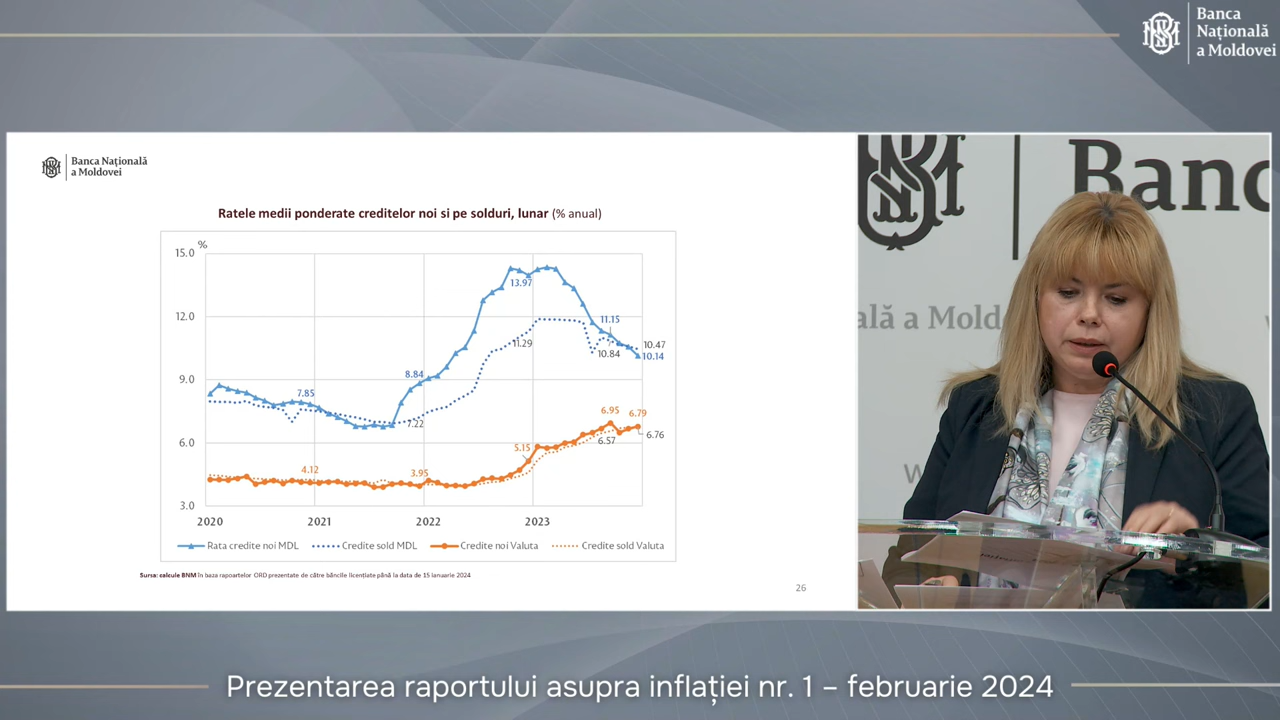 Banca
Națională
a Moldovei
Banca Națională
a Moldovei
Ratele medii ponderate creditelor noi si pe solduri, lunar (% anual)
%
15.0
12.0
9.0
6.0
3.0
13.97
11.15
11.29
10.84
10.47
10.14
8.84
7.85
7.22
6.95
6.79
6.57
6.76
5.15
4.12
3.95
2020 2021 2022 2023
Rata credite noi MDL Credite sold MDL Credite noi Valuta Credite sold Valuta
Sursa: calcule BNM în baza rapoartelor ORD prezentate de către băncile licențiate până la data de 15 ianuarie 2024
26
Banc
ală a Mold
Prezentarea raportului asupra inflației nr. 1 – februarie 2024